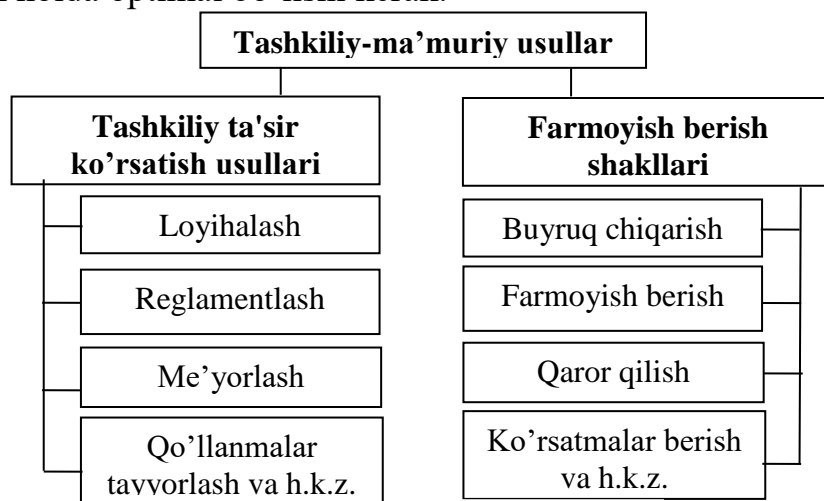 Tashkiliy-ma’muriy usullar
Tashkiliy ta'sir
ko’rsatish usullari
Loyihalash
Reglamentlash
Me’yorlash
Qo’llanmalar
tayyorlash va h.k.z.
Farmoyish berish
shakllari
Buyruq chiqarish
Farmoyish berish
Qaror qilish
Ko’rsatmalar berish
va h.k.z.